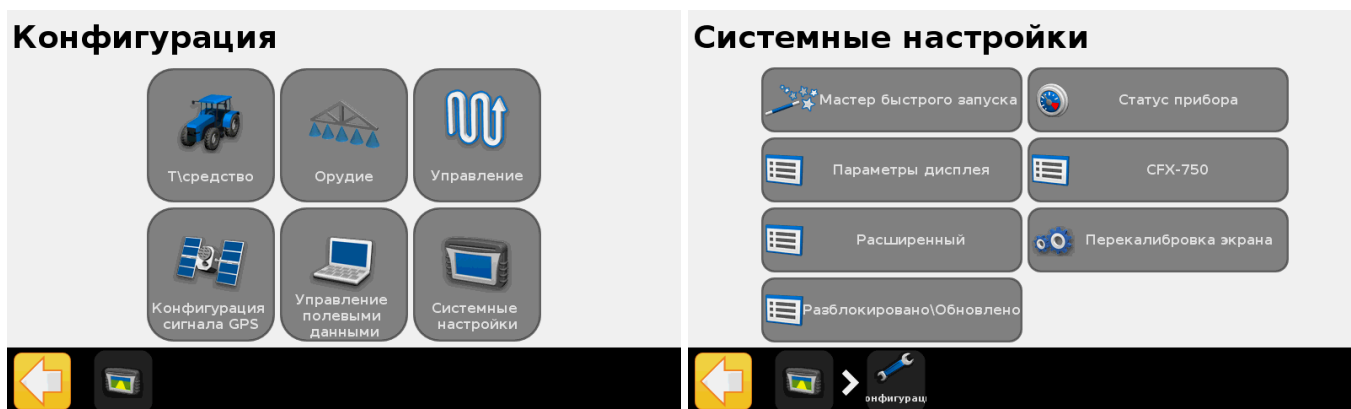 Конфигурация
Т\средство
Орудие
Управление
Конфигурация
сигнала GPS
Управление
полевыми
данными
Системные
настройки
Системные настройки
Мастер быстрого запуска
Статус прибора
Параметры дисплея
CFX-750
Расширенный
Перекалибровка экрана
Разблокировано\Обновлено
онфигурац